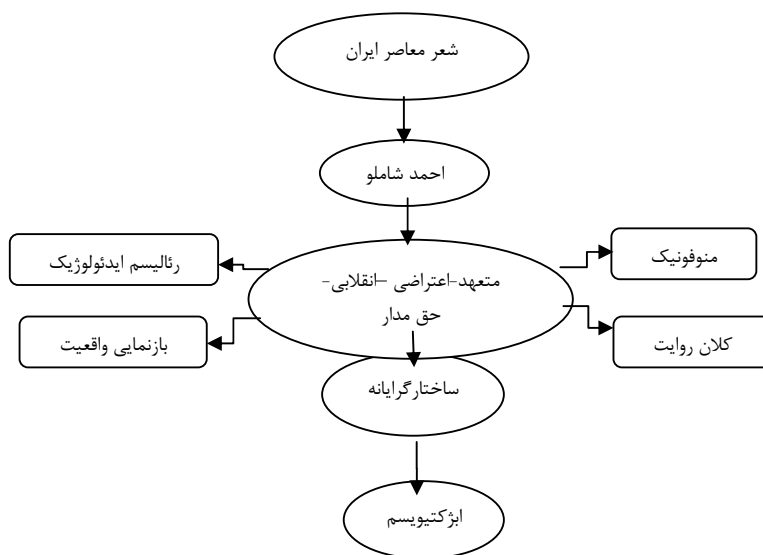 شعر معاصر ایران
احمد شاملو
منوفونیک
رئالیسم ایدئولوژیک
متعهد-اعتراضی –انقلابی-
حق مدار
کلان روایت
بازنمایی واقعیت
ساختارگرایانه
ابژکتیویسم